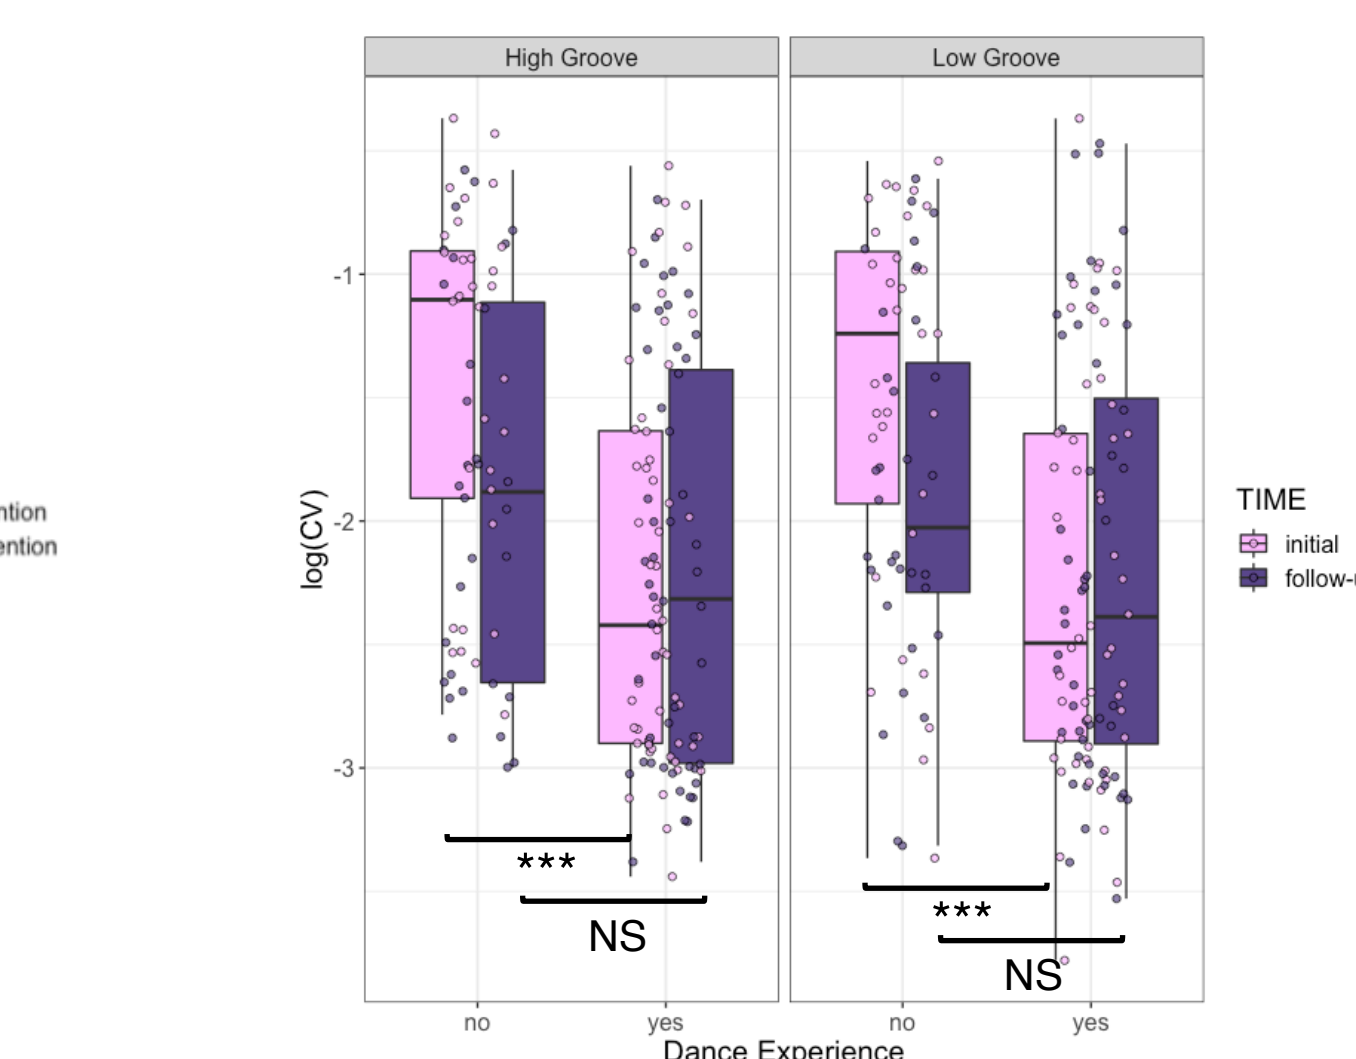 High Groove
Low Groove
log(CV)
-1
-2
-3
***
NS
***
NS
no
yes
no
yes
Dance Experience
TIME
initial